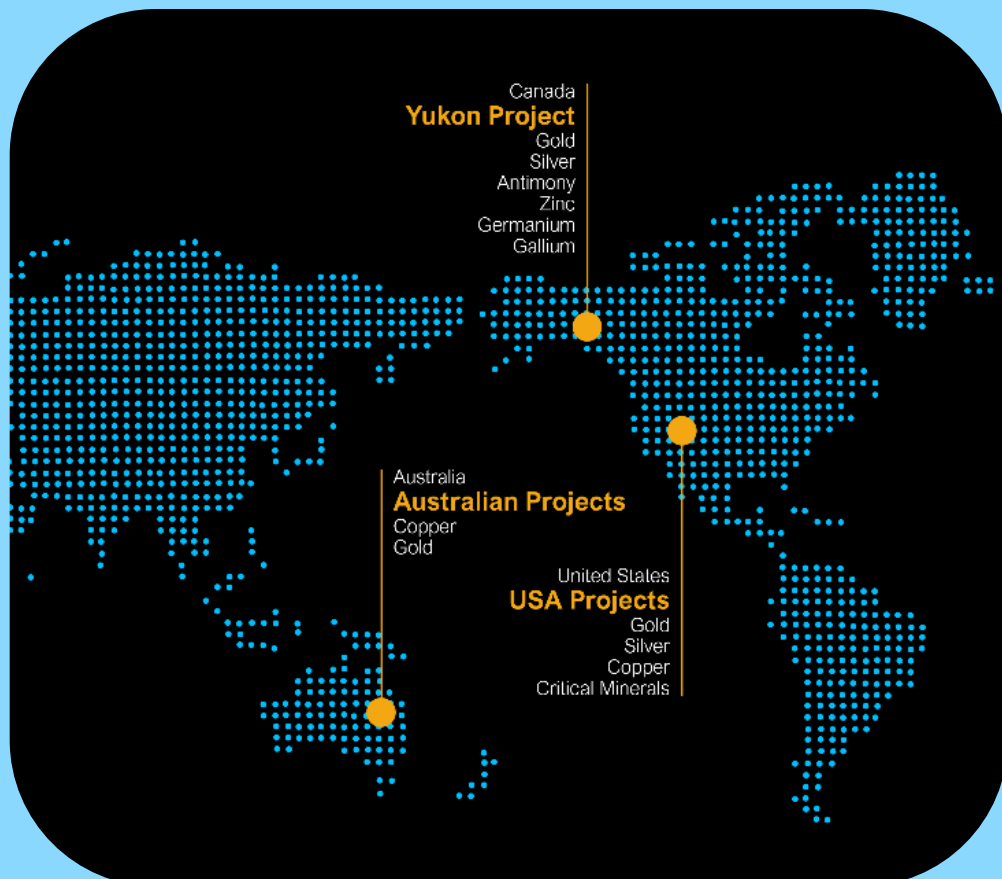 Canada
Yukon Project
Gold
Silver
Antimony
Zinc
Germanium
Gallium
Australia
Australian Projects
Copper
Gold
United States
USA Projects
Gold
Silver
Copper
Critical Minerals